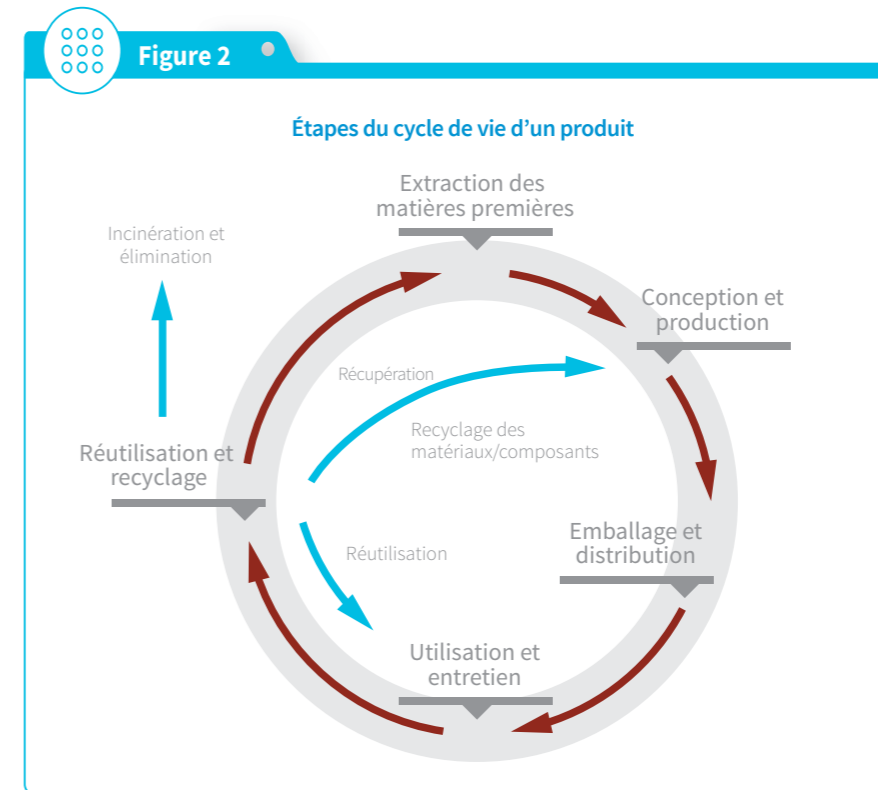 Figure 2
Étapes du cycle de vie d’un produit
Extraction des
matières premières
Incinération et
élimination
Conception et
production
Récupération
Recyclage des
matériaux/composants
Réutilisation et
recyclage
Emballage et
distribution
Réutilisation
Utilisation et
entretien